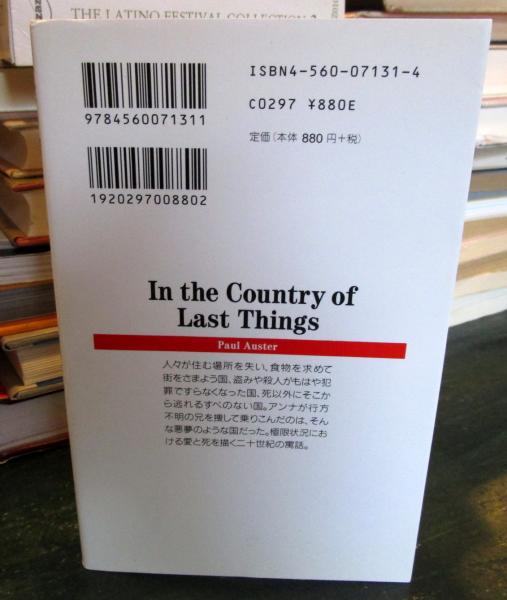 THE LATINO FESTIVAL COLLECTION
ISBN4-560-07131-4
C0297 ¥880E
定価(本体 880 円+税)
9784560071311
1920297008802
In the Country of
Last Things
Paul Auster
人々が住む場所を失い、食物を求めて
街をさまよう国、盗みや殺人がもはや犯
罪ですらなくなった国、死以外にそこか
ら逃れるすべのない国。アンナが行方
不明の兄を捜して乗りこんだのは、そん
な悪夢のような国だった。極限状況にお
ける愛と死を描く二十世紀の寓話。